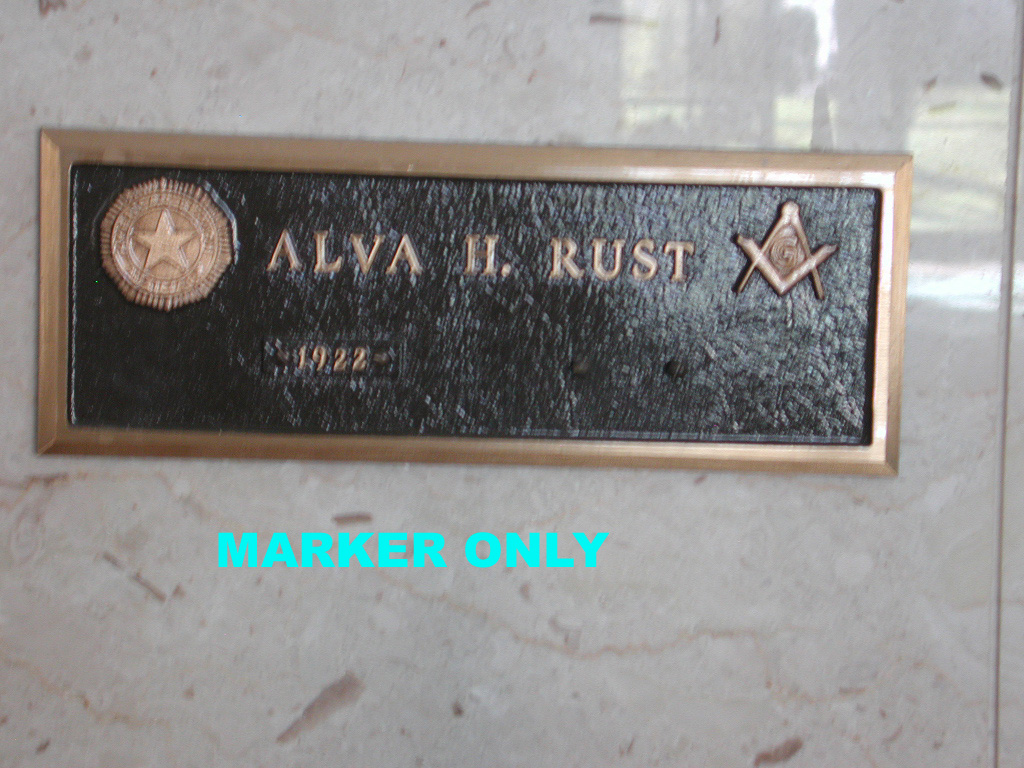 ALVA H. RUST
G
-1922-
MARKER ONLY